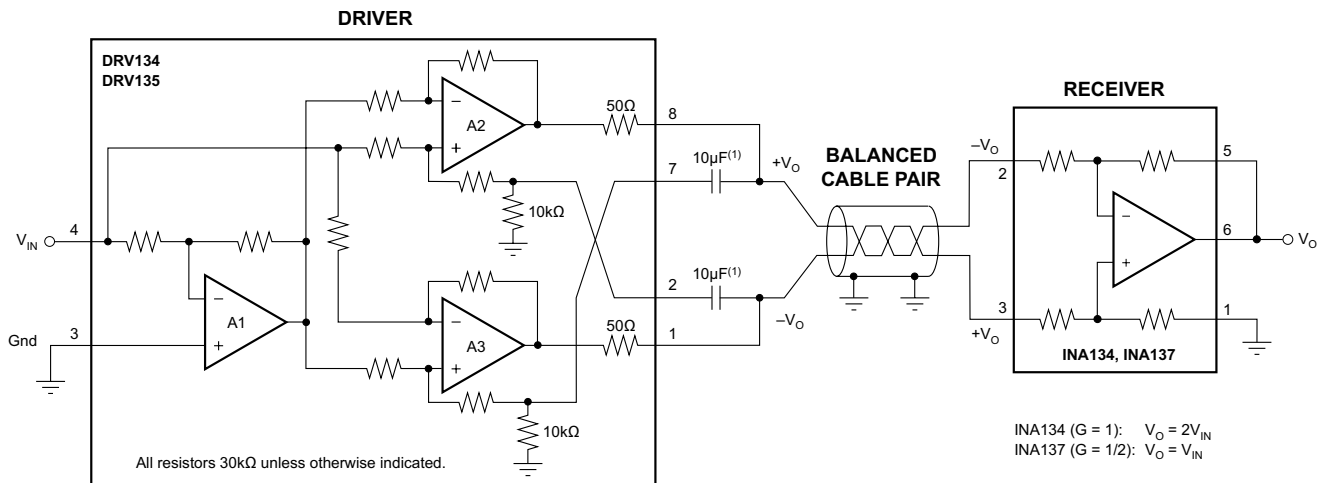 DRIVER
DRV134
DRV135
A2
50Ω
8
RECEIVER
10µF(1)
+VO
7
BALANCED
CABLE PAIR
–VO
2
5
10kΩ
VIN
4
6
VO
10µF(1)
2
–VO
A1
Gnd
3
A3
50Ω
1
3
+VO
1
INA134, INA137
10kΩ
All resistors 30kΩ unless otherwise indicated.
INA134 (G = 1): VO = 2VIN
INA137 (G = 1/2): VO = VIN